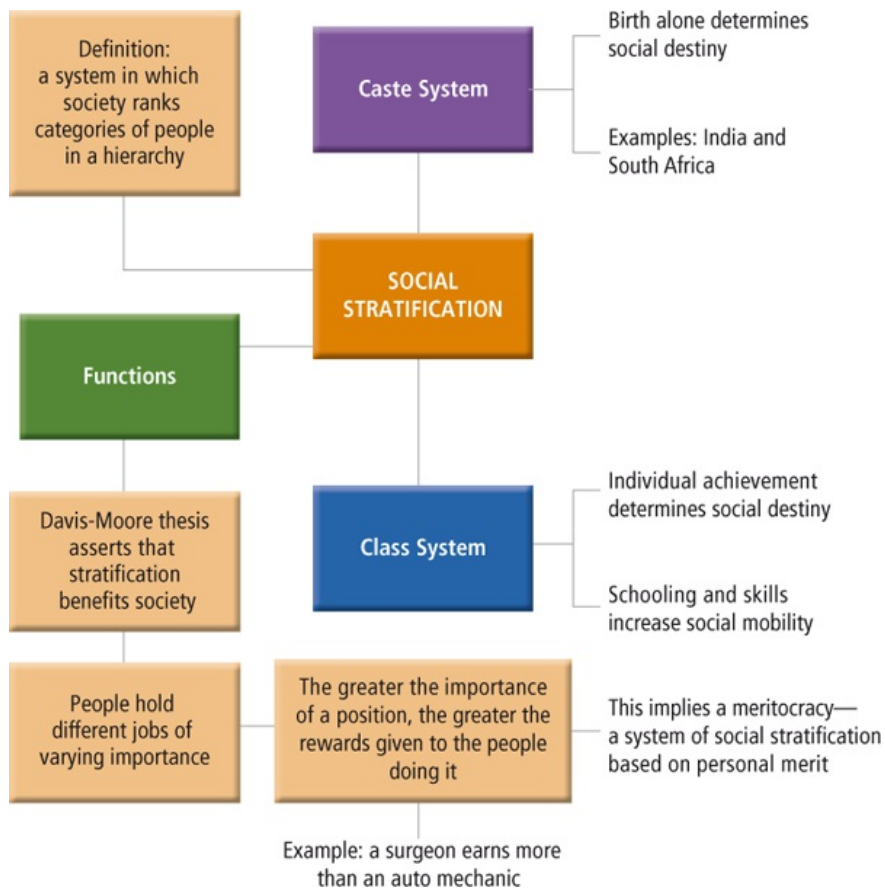 Definition:
a system in which
society ranks
categories of people
in a hierarchy
Caste System
Birth alone determines
social destiny
Examples: India and
South Africa
SOCIAL
STRATIFICATION
Functions
Davis-Moore thesis
asserts that
stratification
benefits society
Class System
Individual achievement
determines social destiny
Schooling and skills
increase social mobility
People hold
different jobs of
varying importance
The greater the importance
of a position, the greater the
rewards given to the people
doing it
This implies a meritocracy—
a system of social stratification
based on personal merit
Example: a surgeon earns more
than an auto mechanic